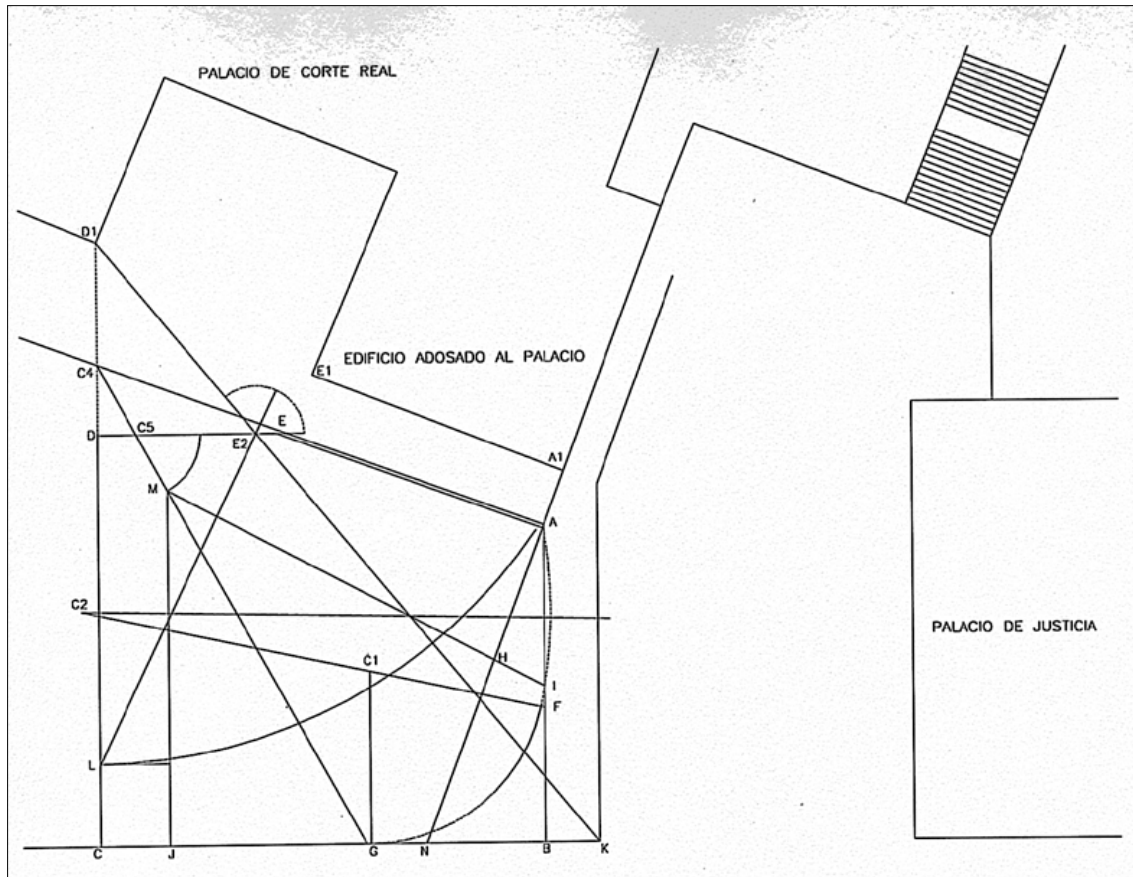 PALACIO DE CORTE REAL
D1
E1
EDIFICIO ADOSADO AL PALACIO
C4
D
C5
E2
E
A1
M
A
C2
C1
H
I
F
PALACIO DE JUSTICIA
L
C
J
G
N
B
K